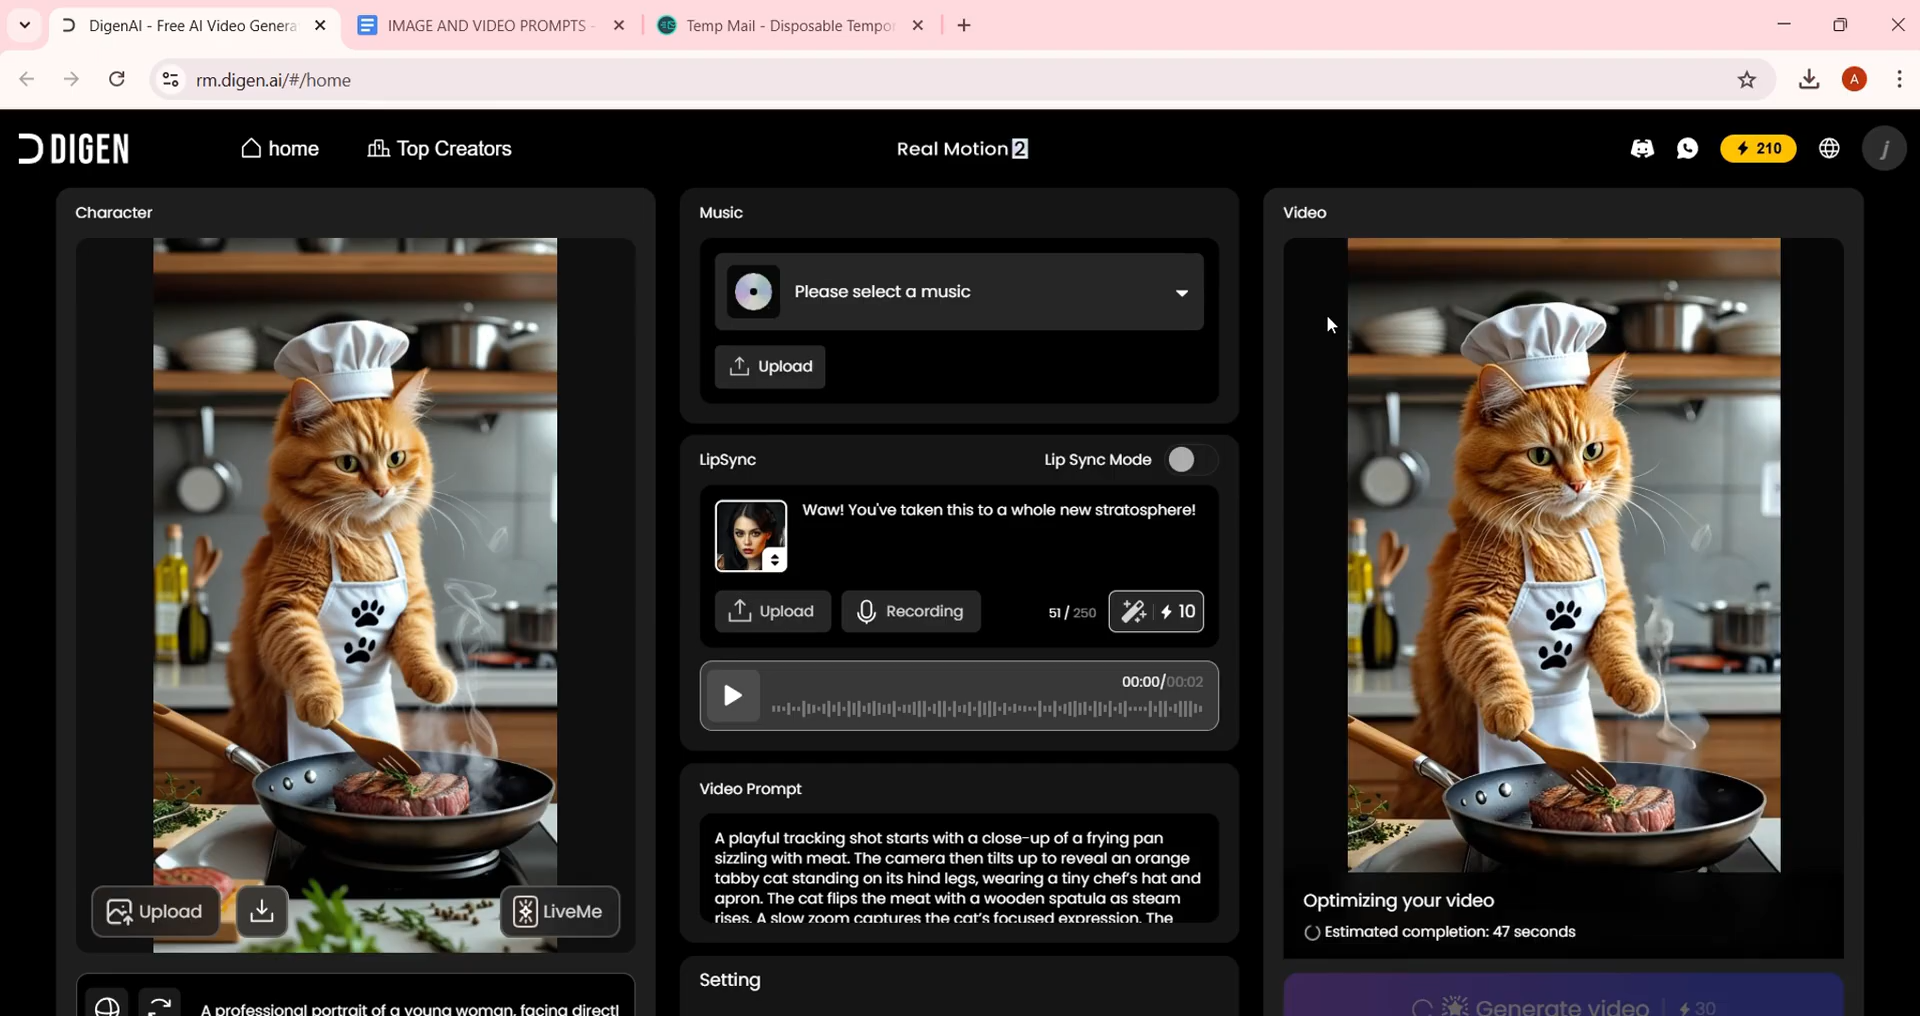 DigenAI - Free AI Video Genera
IMAGE AND VIDEO PROMPTS -
Temp Mail - Disposable Tempor
rm.digen.ai/#/home
A
DIGEN
home
Top Creators
Real Motion 2
210
j
Character
Music
Video
Please select a music
Upload
LipSync
Lip Sync Mode
Waw! You've taken this to a whole new stratosphere!
Upload
Recording
51 / 250
10
00:00/00:02
Video Prompt
A playful tracking shot starts with a close-up of a frying pan
sizzling with meat. The camera then tilts up to reveal an orange
tabby cat standing on its hind legs, wearing a tiny chef's hat and
apron. The cat flips the meat with a wooden spatula as steam
rises. A slow zoom captures the cat's focused expression. The
Upload
LiveMe
Optimizing your video
Estimated completion: 47 seconds
Setting
A professional portrait of a young woman, facing directl
Generate video
30